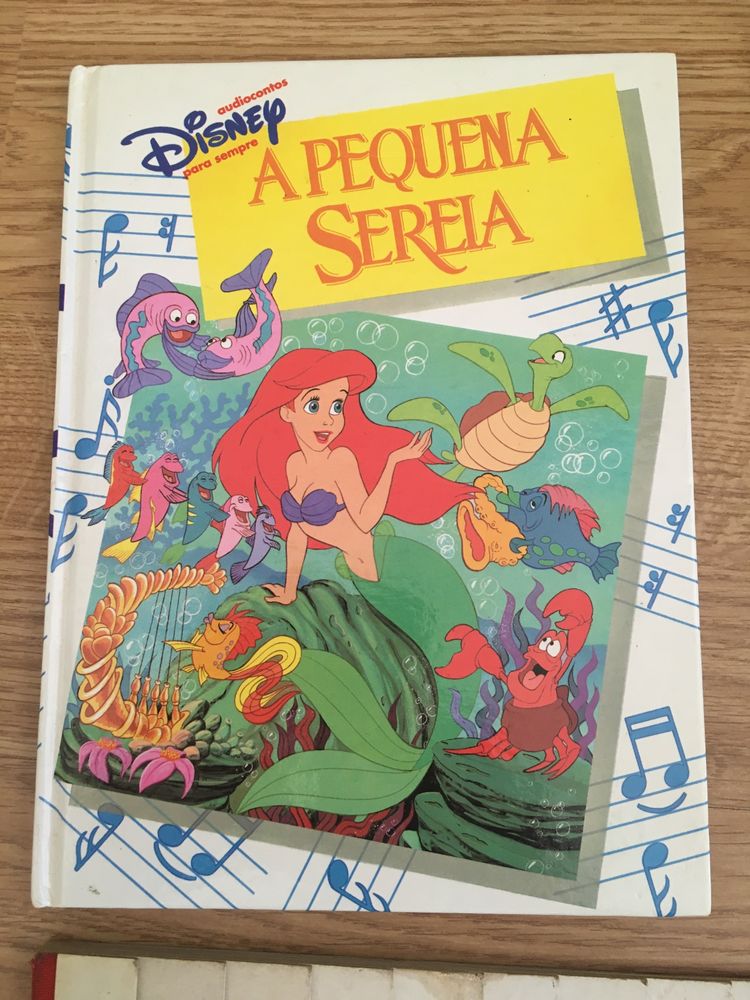 audiocontos
Disney
para sempre
A PEQUENA
SEREIA